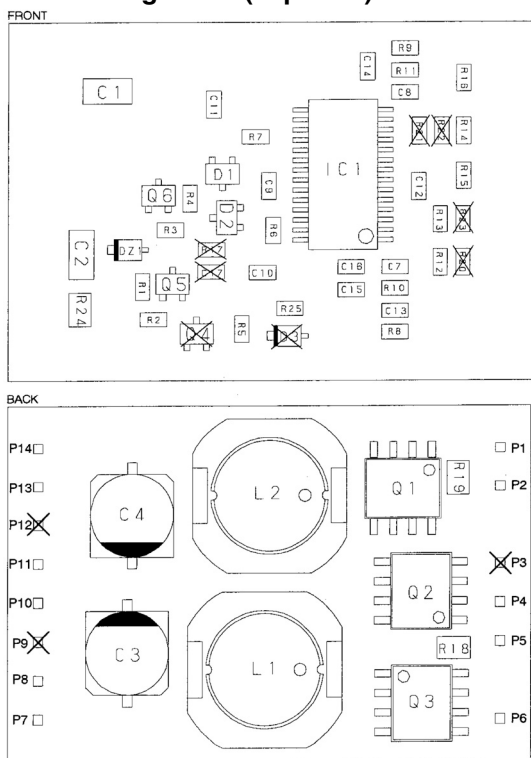 FRONT
R9
C14
R11
R16
C1
C8
C11
R14
R7
IC1
D1
R15
C9
C12
Q6
R4
D2
R13
R3
R6
DZ1
C2
R12
C10
C18
C7
Q5
R1
C15
R10
R24
R25
C13
R2
R5
R8
BACK
P14
P1
P13
P2
C4
L2
Q1
R19
P12
P11
P3
P10
Q2
P4
P9
C3
L1
R18
P5
P8
Q3
P7
P6